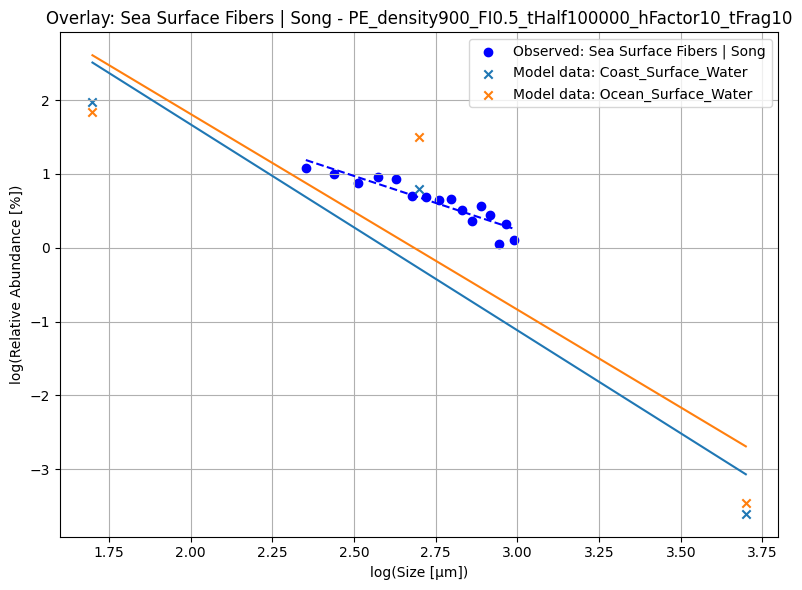 Overlay: Sea Surface Fibers | Song - PE_density900_FI0.5_tHalf100000_hFactor10_tFrag10
Observed: Sea Surface Fibers | Song
Model data: Coast_Surface_Water
Model data: Ocean_Surface_Water
log(Relative Abundance [%])
2
1
0
−1
−2
−3
1.75 2.00 2.25 2.50 2.75 3.00 3.25 3.50 3.75
log(Size [µm])